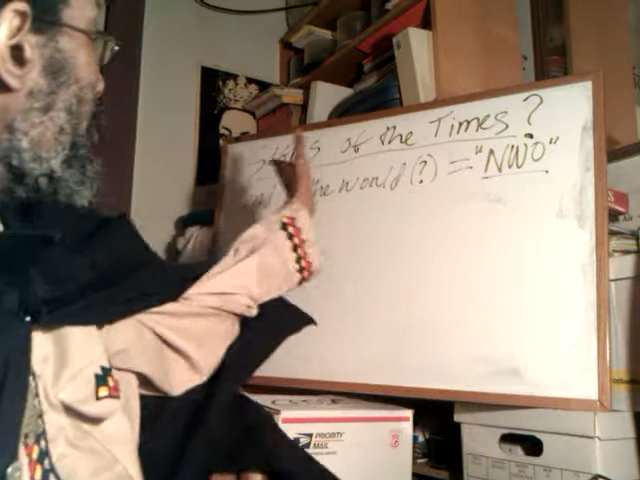 Signs of the Times?
the World (?) = "NWO"
PRIORITY
MAIL